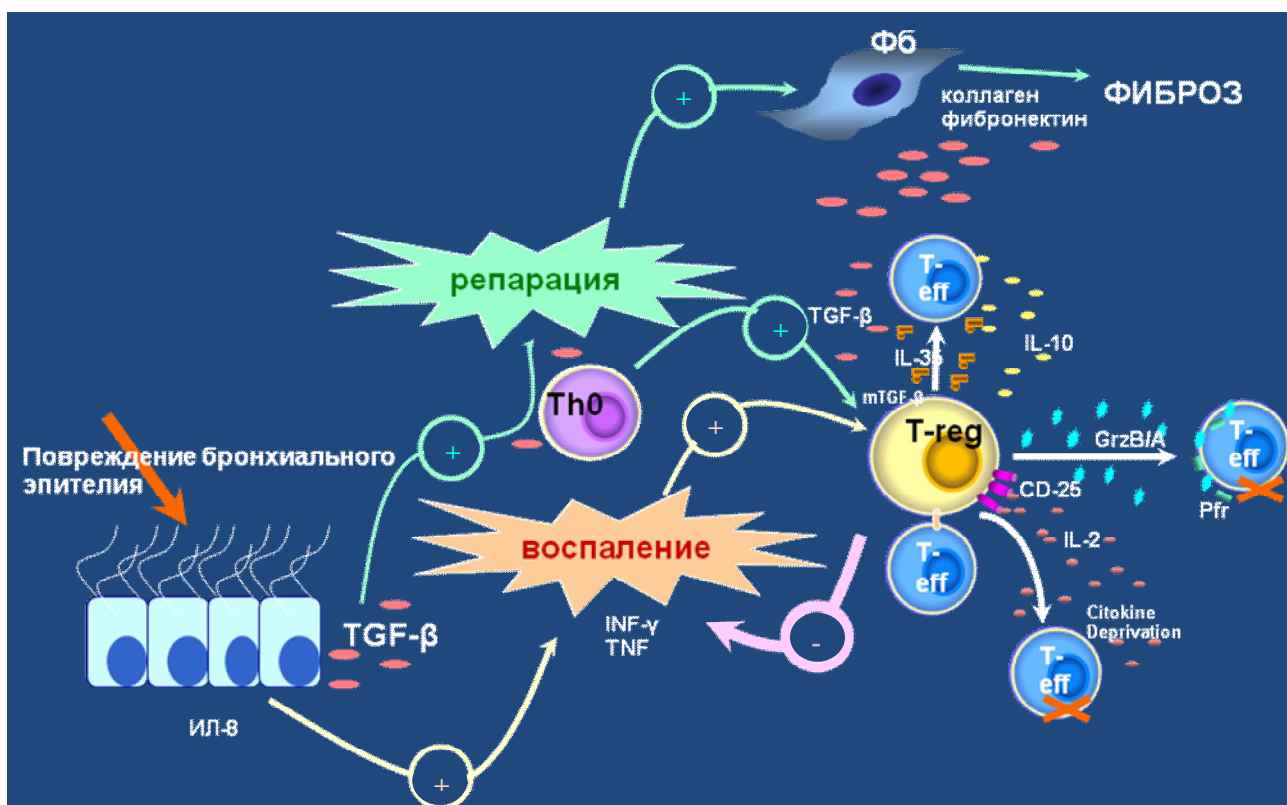 Фб
коллаген
фибронектин
ФИБРОЗ
+
репарация
T-
eff
TGF-β
+
IL-35
IL-10
mTGF-β
Th0
+
T-reg
GrzB/A
T-
eff
Повреждение бронхиального
эпителия
+
CD-25
Pfr
воспаление
T-
eff
IL-2
TGF-β
INF-γ
TNF
-
Citokine
Deprivation
T-
eff
ИЛ-8
+